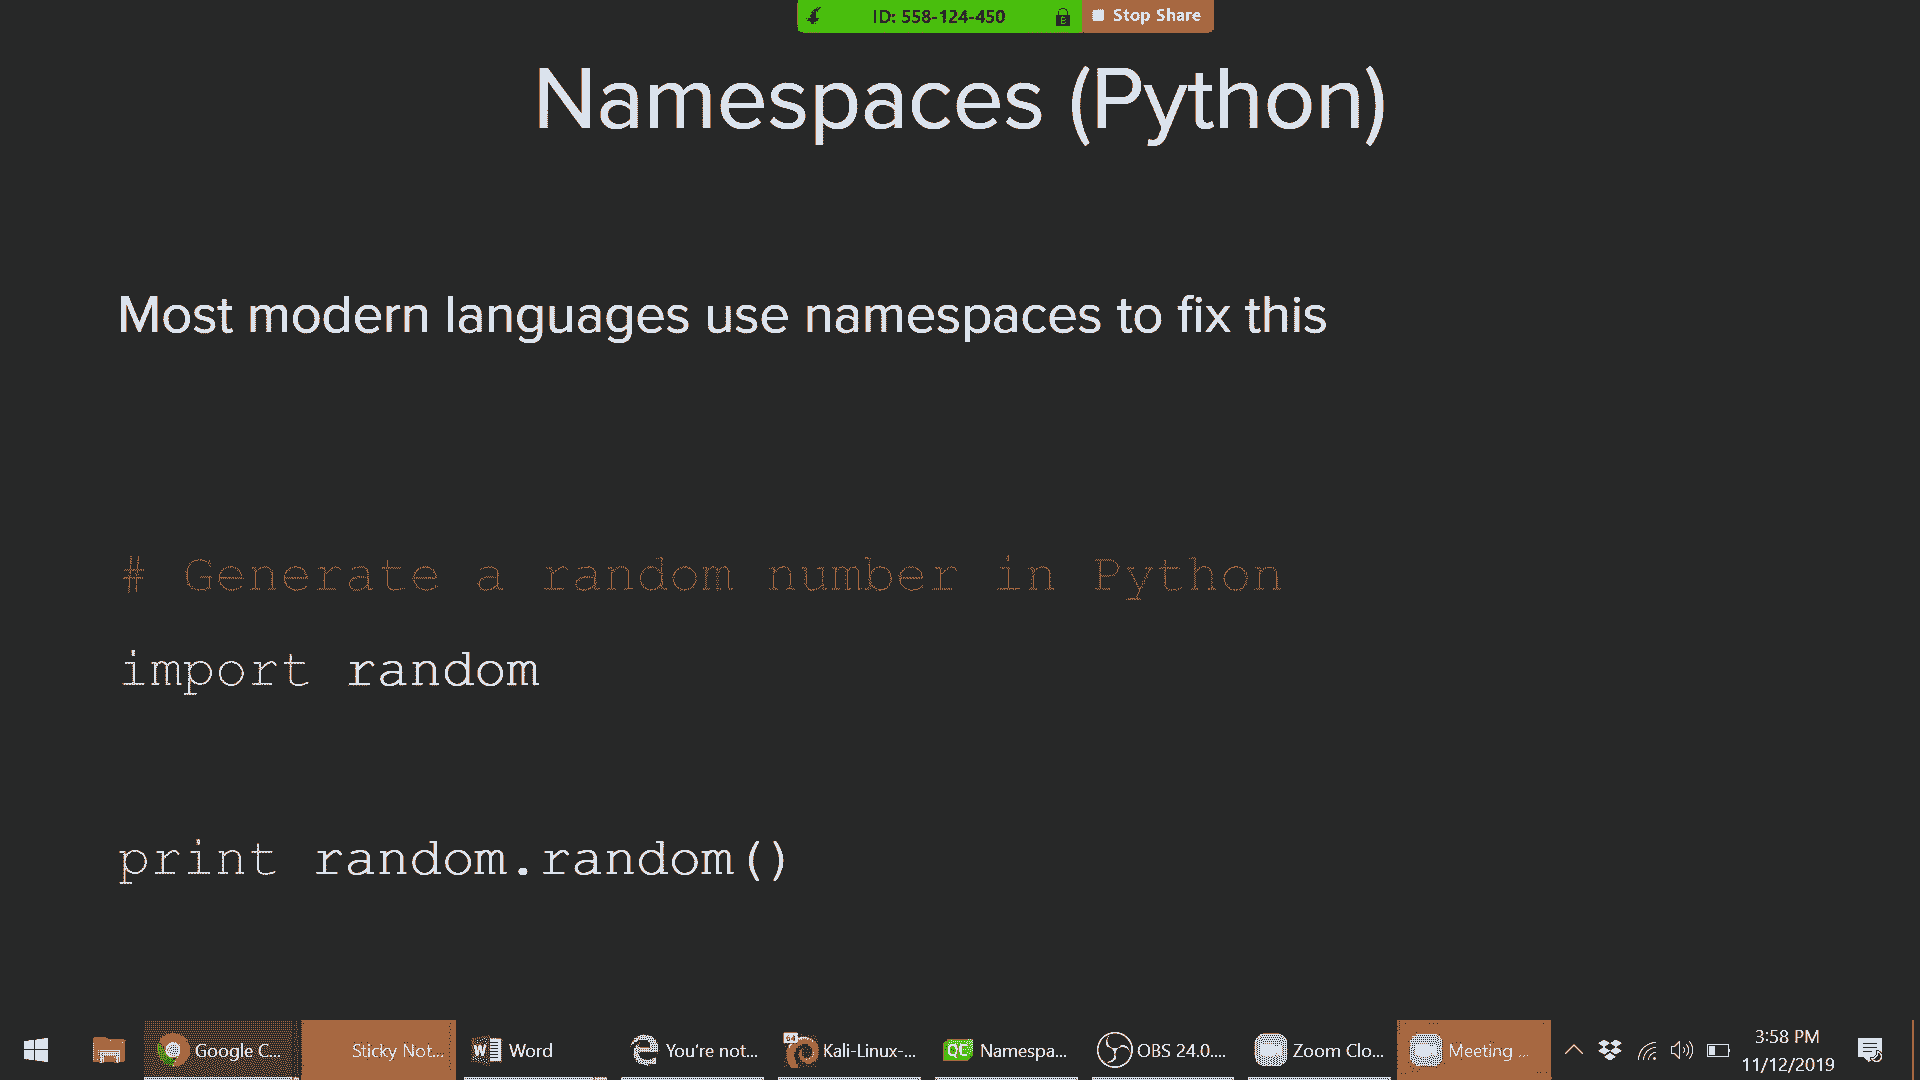 ID: 558-124-450 Stop Share
Namespaces (Python)
Most modern languages use namespaces to fix this
# Generate a random number in Python
import random
print random.random()
Google C... Sticky Not... Word You're not... Kali-Linux-... Namespa... OBS 24.0.... Zoom Clo... Meeting ... 3:58 PM
11/12/2019